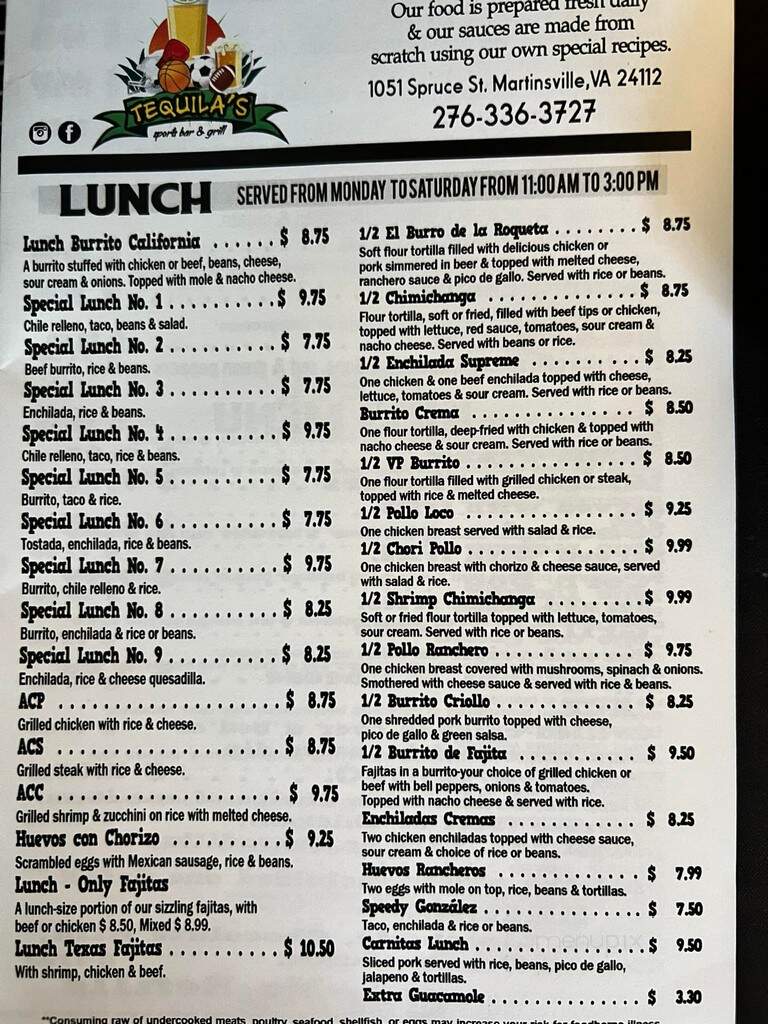 Our food is prepared fresh daily
& our sauces are made from
scratch using our own special recipes.
1051 Spruce St. Martinsville,VA 24112
276-336-3727
TEQUILA'S
sports bar & grill
LUNCH SERVED FROM MONDAY TO SATURDAY FROM 11:00 AM TO 3:00 PM
Lunch Burrito California . . . . . . $ 8.75
A burrito stuffed with chicken or beef, beans, cheese,
sour cream & onions. Topped with mole & nacho cheese.
Special Lunch No. 1 . . . . . . . . . . $ 9.75
Chile relleno, taco, beans & salad.
Special Lunch No. 2 . . . . . . . . . . $ 7.75
Beef burrito, rice & beans.
Special Lunch No. 3 . . . . . . . . . . $ 7.75
Enchilada, rice & beans.
Special Lunch No. 4 . . . . . . . . . . $ 9.75
Chile relleno, taco, rice & beans.
Special Lunch No. 5 . . . . . . . . . . $ 7.75
Burrito, taco & rice.
Special Lunch No. 6 . . . . . . . . . . $ 7.75
Tostada, enchilada, rice & beans.
Special Lunch No. 7 . . . . . . . . . . $ 9.75
Burrito, chile relleno & rice.
Special Lunch No. 8 . . . . . . . . . . $ 8.25
Burrito, enchilada & rice or beans.
Special Lunch No. 9 . . . . . . . . . . $ 8.25
Enchilada, rice & cheese quesadilla.
ACP . . . . . . . . . . . . . . . . . . . . . $ 8.75
Grilled chicken with rice & cheese.
ACS . . . . . . . . . . . . . . . . . . . . . $ 8.75
Grilled steak with rice & cheese.
ACC . . . . . . . . . . . . . . . . . . . . . $ 9.75
Grilled shrimp & zucchini on rice with melted cheese.
Huevos con Chorizo . . . . . . . . . . $ 9.25
Scrambled eggs with Mexican sausage, rice & beans.
Lunch - Only Fajitas
A lunch-size portion of our sizzling fajitas, with
beef or chicken $ 8.50, Mixed $ 8.99.
Lunch Texas Fajitas . . . . . . . . . . . $ 10.50
With shrimp, chicken & beef.
1/2 El Burro de la Roqueta . . . . . . . . $ 8.75
Soft flour tortilla filled with delicious chicken or
pork simmered in beer & topped with melted cheese,
ranchero sauce & pico de gallo. Served with rice or beans.
1/2 Chimichanga . . . . . . . . . . . . . . . $ 8.75
Flour tortilla, soft or fried, filled with beef tips or chicken,
topped with lettuce, red sauce, tomatoes, sour cream &
nacho cheese. Served with beans or rice.
1/2 Enchilada Supreme . . . . . . . . . . $ 8.25
One chicken & one beef enchilada topped with cheese,
lettuce, tomatoes & sour cream. Served with rice or beans.
Burrito Crema . . . . . . . . . . . . . . . $ 8.50
One flour tortilla, deep-fried with chicken & topped with
nacho cheese & sour cream. Served with rice or beans.
1/2 VP Burrito . . . . . . . . . . . . . . . . $ 8.50
One flour tortilla filled with grilled chicken or steak,
topped with rice & melted cheese.
1/2 Pollo Loco . . . . . . . . . . . . . . . $ 9.25
One chicken breast served with salad & rice.
1/2 Chori Pollo . . . . . . . . . . . . . . . . $ 9.99
One chicken breast with chorizo & cheese sauce, served
with salad & rice.
1/2 Shrimp Chimichanga . . . . . . . . . $ 9.99
Soft or fried flour tortilla topped with lettuce, tomatoes,
sour cream. Served with rice or beans.
1/2 Pollo Ranchero . . . . . . . . . . . . . $ 9.75
One chicken breast covered with mushrooms, spinach & onions.
Smothered with cheese sauce & served with rice & beans.
1/2 Burrito Criollo . . . . . . . . . . . . . $ 8.25
One shredded pork burrito topped with cheese,
pico de gallo & green salsa.
1/2 Burrito de Fajita . . . . . . . . . . . $ 9.50
Fajitas in a burrito-your choice of grilled chicken or
beef with bell peppers, onions & tomatoes.
Topped with nacho cheese & served with rice.
Enchiladas Cremas . . . . . . . . . . . . $ 8.25
Two chicken enchiladas topped with cheese sauce,
sour cream & choice of rice or beans.
Huevos Rancheros . . . . . . . . . . . . . $ 7.99
Two eggs with mole on top, rice, beans & tortillas.
Speedy González . . . . . . . . . . . . . . . $ 7.50
Taco, enchilada & rice or beans.
Carnitas Lunch . . . . . . . . . . . . . . . . $ 9.50
Sliced pork served with rice, beans, pico de gallo,
jalapeno & tortillas.
Extra Guacamole . . . . . . . . . . . . . . $ 3.30
**Consuming raw of undercooked meats, poultry, seafood, shellfish, or eggs may increase your risk for foodborne illness